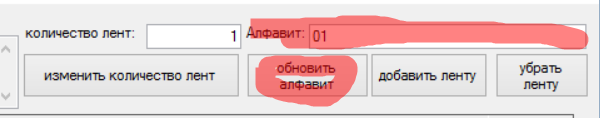 количество лент: 1 Алфавит: 01
изменить количество лент
обновить
алфавит
добавить ленту
убрать
ленту